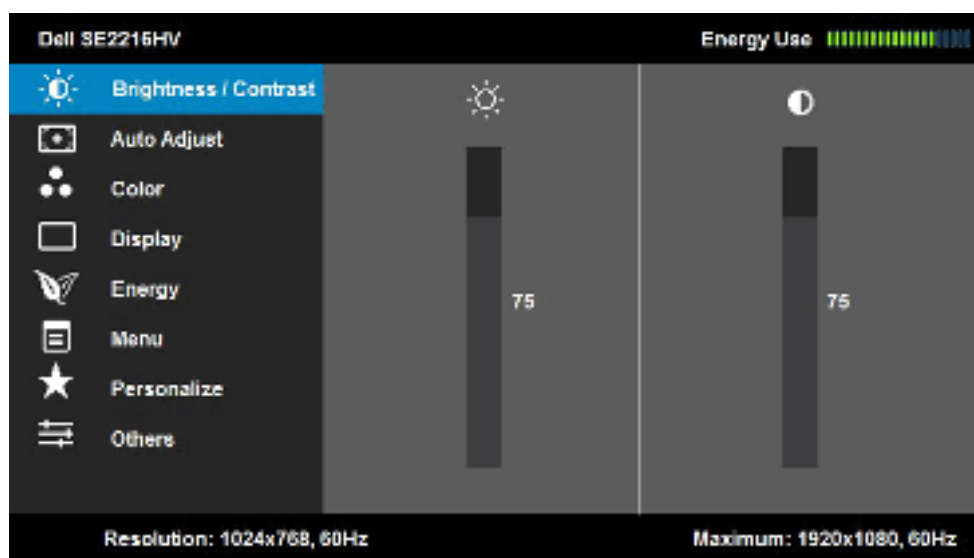 Dell SE2216HV
Energy Use
Brightness / Contrast
Auto Adjust
Color
Display
Energy
Menu
Personalize
Others
75
75
Resolution: 1024x768, 60Hz
Maximum: 1920x1080, 60Hz